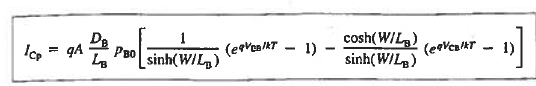 I_Cp = qA D_B/L_B p_B0 [ 1/sinh(W/L_B) (e^{qV_EB/kT} − 1) − cosh(W/L_B)/sinh(W/L_B) (e^{qV_CB/kT} − 1) ]